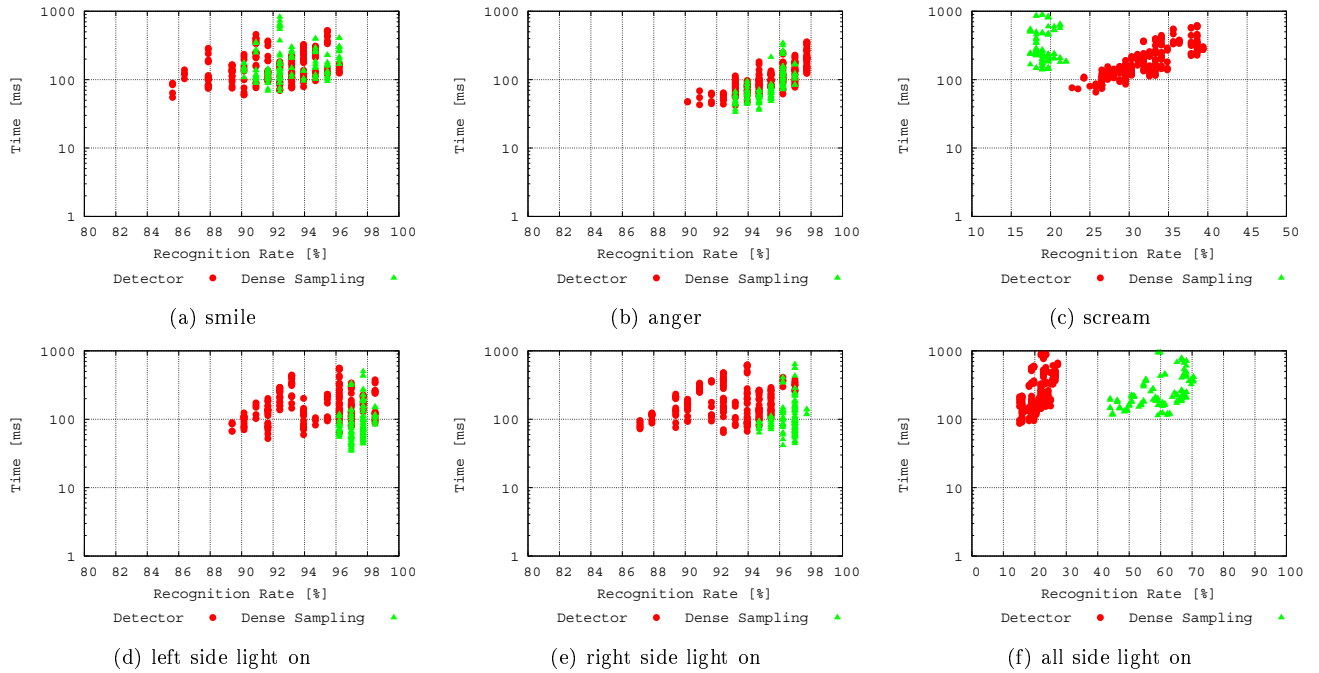 1000
100
10
1
Time [ms]
80 82 84 86 88 90 92 94 96 98 100
Recognition Rate [%]
Detector Dense Sampling
(a) smile
1000
100
10
1
Time [ms]
80 82 84 86 88 90 92 94 96 98 100
Recognition Rate [%]
Detector Dense Sampling
(b) anger
1000
100
10
1
Time [ms]
10 15 20 25 30 35 40 45 50
Recognition Rate [%]
Detector Dense Sampling
(c) scream
1000
100
10
1
Time [ms]
80 82 84 86 88 90 92 94 96 98 100
Recognition Rate [%]
Detector Dense Sampling
(d) left side light on
1000
100
10
1
Time [ms]
80 82 84 86 88 90 92 94 96 98 100
Recognition Rate [%]
Detector Dense Sampling
(e) right side light on
1000
100
10
1
Time [ms]
0 10 20 30 40 50 60 70 80 90 100
Recognition Rate [%]
Detector Dense Sampling
(f) all side light on